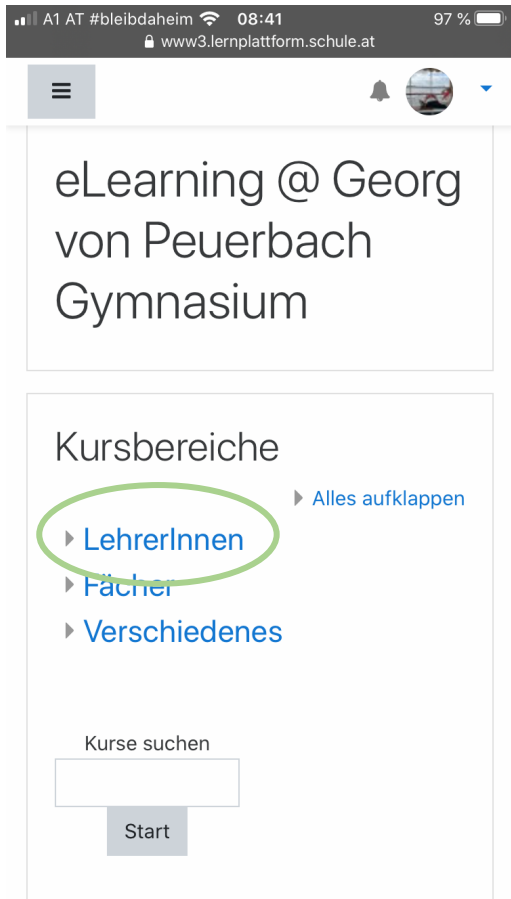 A1 AT #bleibdaheim 08:41 97 %
www3.lernplattform.schule.at
eLearning @ Georg
von Peuerbach
Gymnasium
Kursbereiche
Alles aufklappen
LehrerInnen
Fächer
Verschiedenes
Kurse suchen
Start